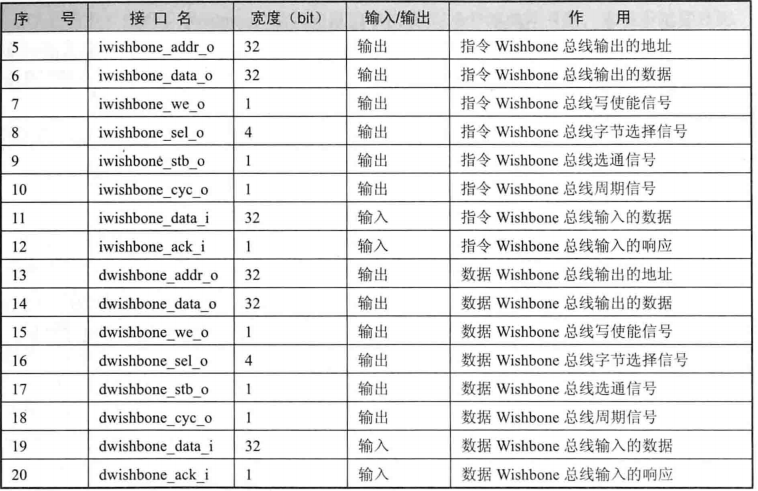 序 号 接 口 名 宽度（bit） 输入/输出 作 用
5 iwishbone_addr_o 32 输出 指令 Wishbone 总线输出的地址
6 iwishbone_data_o 32 输出 指令 Wishbone 总线输出的数据
7 iwishbone_we_o 1 输出 指令 Wishbone 总线写使能信号
8 iwishbone_sel_o 4 输出 指令 Wishbone 总线字节选择信号
9 iwishbone_stb_o 1 输出 指令 Wishbone 总线选通信号
10 iwishbone_cyc_o 1 输出 指令 Wishbone 总线周期信号
11 iwishbone_data_i 32 输入 指令 Wishbone 总线输入的数据
12 iwishbone_ack_i 1 输入 指令 Wishbone 总线输入的响应
13 dwishbone_addr_o 32 输出 数据 Wishbone 总线输出的地址
14 dwishbone_data_o 32 输出 数据 Wishbone 总线输出的数据
15 dwishbone_we_o 1 输出 数据 Wishbone 总线写使能信号
16 dwishbone_sel_o 4 输出 数据 Wishbone 总线字节选择信号
17 dwishbone_stb_o 1 输出 数据 Wishbone 总线选通信号
18 dwishbone_cyc_o 1 输出 数据 Wishbone 总线周期信号
19 dwishbone_data_i 32 输入 数据 Wishbone 总线输入的数据
20 dwishbone_ack_i 1 输入 数据 Wishbone 总线输入的响应